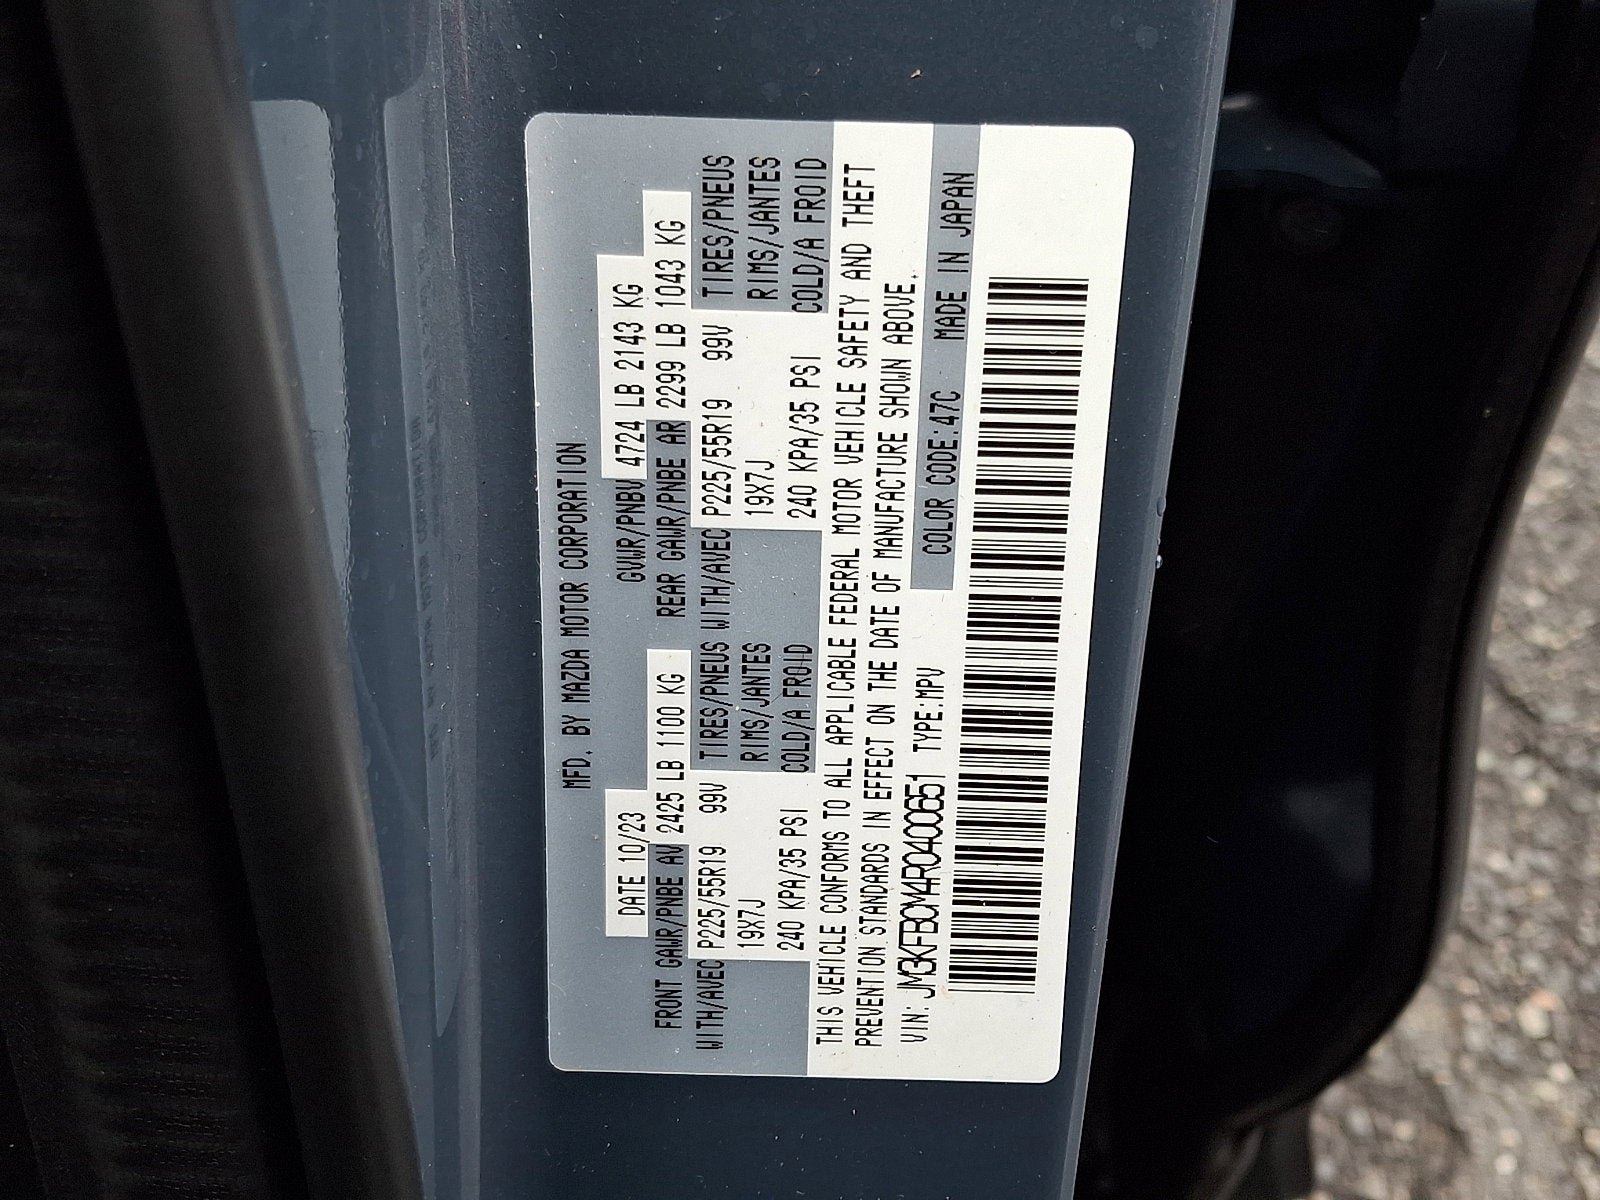 MFD. BY MAZDA MOTOR CORPORATION
DATE 10/23 GVWR/PNBV 4724 LB 2143 KG
FRONT GAWR/PNBE AV 2425 LB 1100 KG REAR GAWR/PNBE AR 2299 LB 1043 KG
WITH/AVEC P225/55R19 99V TIRES/PNEUS WITH/AVEC P225/55R19 99V TIRES/PNEUS
19X7J RIMS/JANTES 19X7J RIMS/JANTES
240 KPA/35 PSI COLD/A FROID 240 KPA/35 PSI COLD/A FROID
THIS VEHICLE CONFORMS TO ALL APPLICABLE FEDERAL MOTOR VEHICLE SAFETY AND THEFT
PREVENTION STANDARDS IN EFFECT ON THE DATE OF MANUFACTURE SHOWN ABOVE.
VIN: JM3KFBCM4R0400651 TYPE:MPV COLOR CODE:47C MADE IN JAPAN